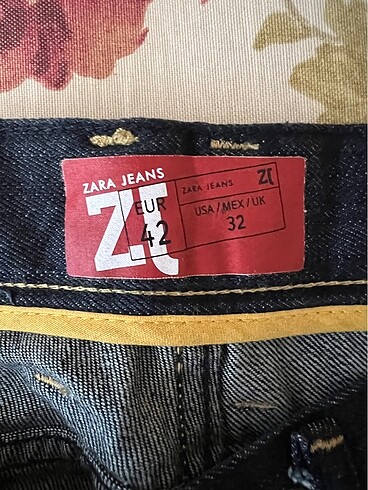 ZARA JEANS
ZJ
EUR
42
ZARA JEANS ZJ
USA / MEX / UK
32